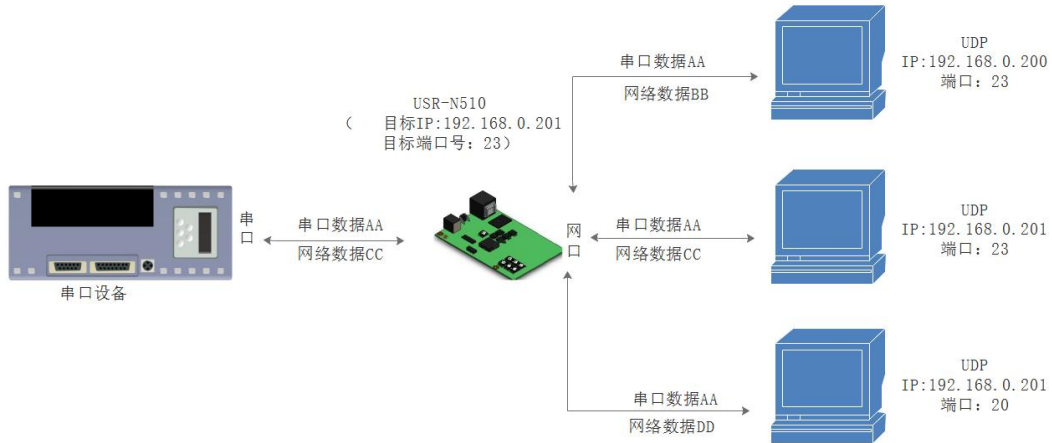 串口设备
串口
串口数据AA
网络数据CC
USR-N510
（ 目标IP:192.168.0.201
目标端口号：23）
网口
串口数据AA
网络数据BB
UDP
IP:192.168.0.200
端口：23
串口数据AA
网络数据CC
UDP
IP:192.168.0.201
端口：23
串口数据AA
网络数据DD
UDP
IP:192.168.0.201
端口：20